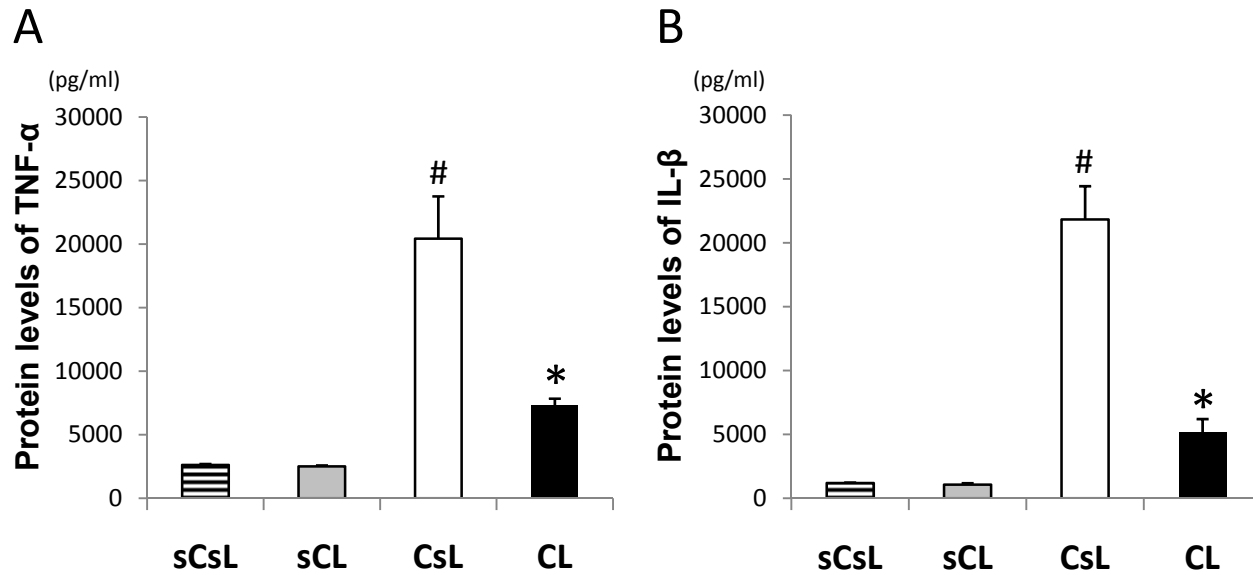 A
(pg/ml)
Protein levels of TNF-α
30000
25000
20000
15000
10000
5000
0
#
*
sCsL sCL CsL CL
B
(pg/ml)
Protein levels of IL-β
30000
25000
20000
15000
10000
5000
0
#
*
sCsL sCL CsL CL